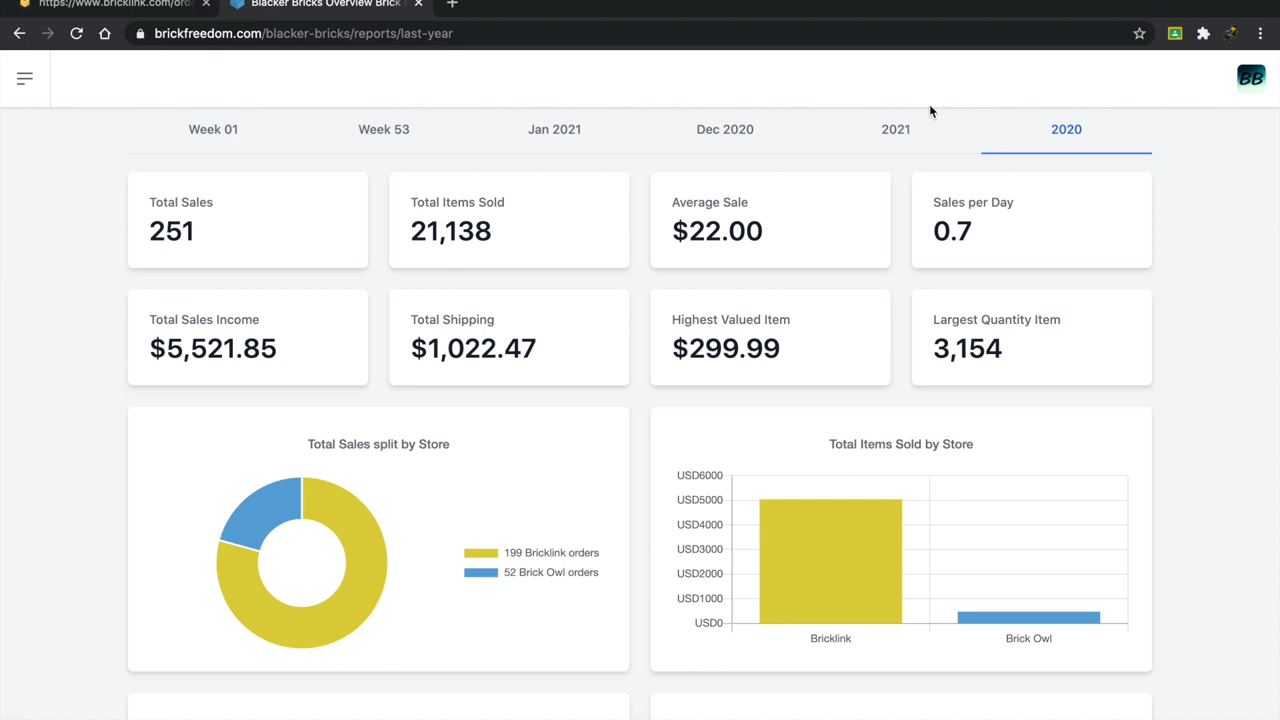 https://www.bricklink.com/ord
Blacker Bricks Overview Brick
brickfreedom.com/blacker-bricks/reports/last-year
BB
Week 01 Week 53 Jan 2021 Dec 2020 2021 2020
Total Sales Total Items Sold Average Sale Sales per Day
251 21,138 $22.00 0.7
Total Sales Income Total Shipping Highest Valued Item Largest Quantity Item
$5,521.85 $1,022.47 $299.99 3,154
Total Sales split by Store
199 Bricklink orders
52 Brick Owl orders
Total Items Sold by Store
USD6000
USD5000
USD4000
USD3000
USD2000
USD1000
USD0
Bricklink Brick Owl